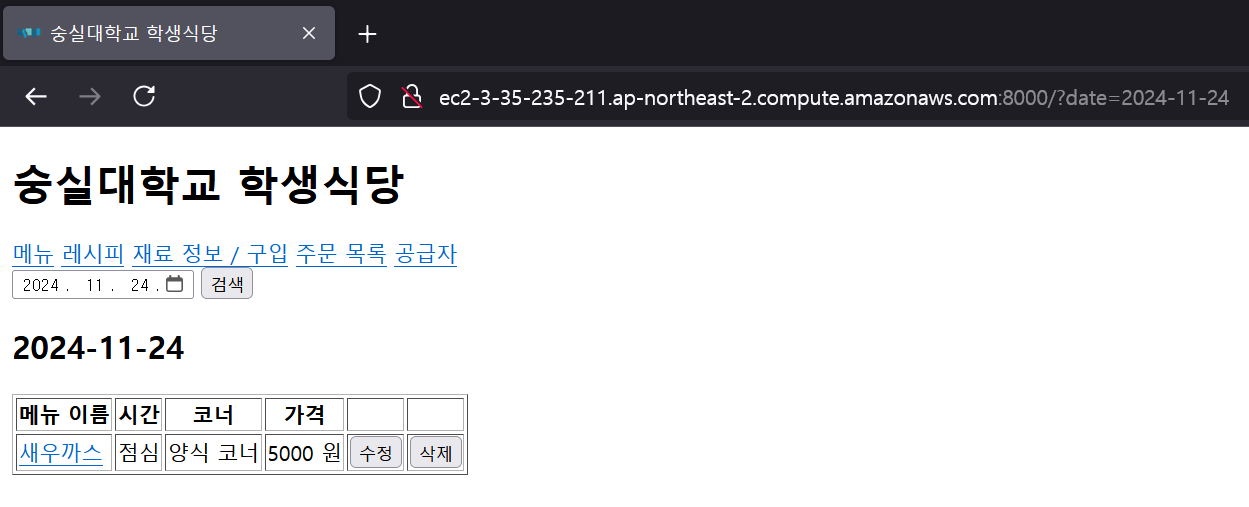 숭실대학교 학생식당
ec2-3-35-235-211.ap-northeast-2.compute.amazonaws.com:8000/?date=2024-11-24
숭실대학교 학생식당
메뉴 레시피 재료 정보 / 구입 주문 목록 공급자
2024. 11. 24. 검색
2024-11-24
메뉴 이름 시간 코너 가격
새우까스 점심 양식 코너 5000 원 수정 삭제